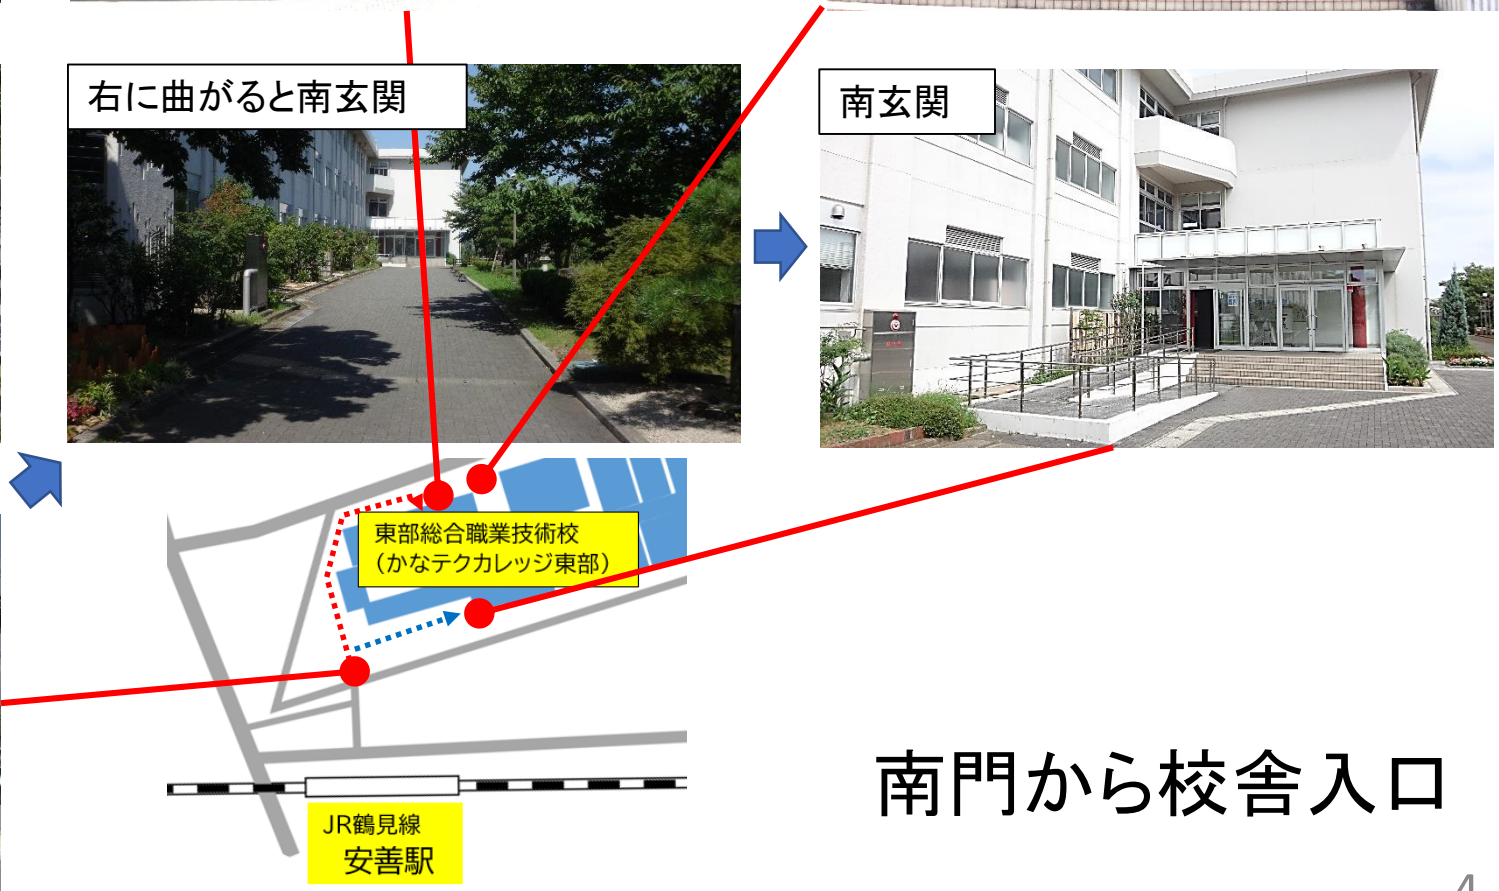 右に曲がると南玄関
南玄関
東部総合職業技術校
（かなテクカレッジ東部）
JR鶴見線
安善駅
南門から校舎入口